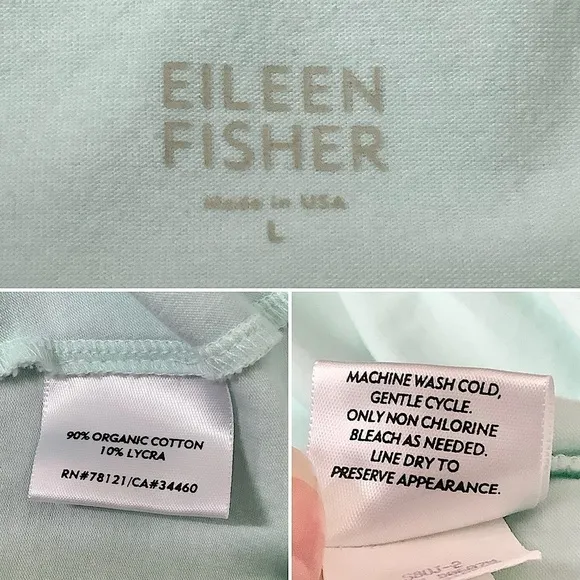 EILEEN
FISHER
Made in USA
L
90% ORGANIC COTTON
10% LYCRA
RN#78121/CA#34460
MACHINE WASH COLD,
GENTLE CYCLE.
ONLY NON CHLORINE
BLEACH AS NEEDED.
LINE DRY TO
PRESERVE APPEARANCE.